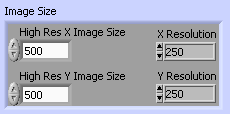 Image Size
High Res X Image Size
X Resolution
500
250
High Res Y Image Size
Y Resolution
500
250